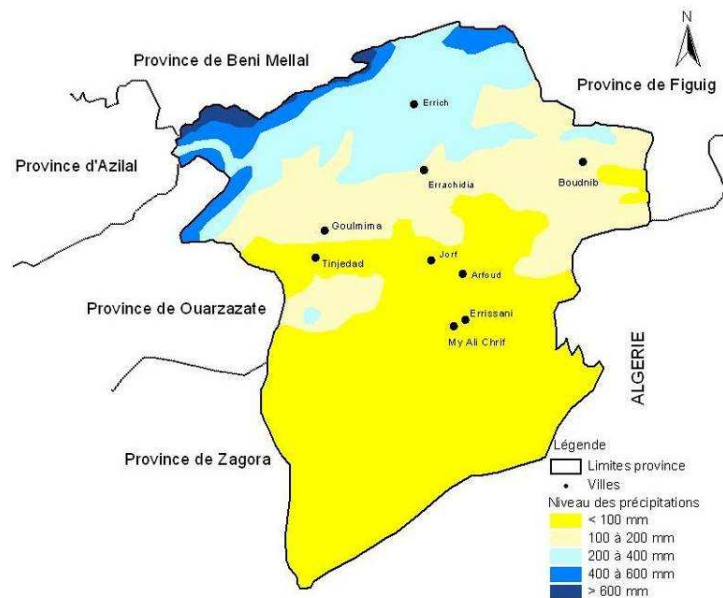 N
Province de Beni Mellal
Province de Figuig
Errich
Province d'Azilal
Errachidia
Boudnib
Goulmima
Tinjedad
Jorf
Arfoud
Province de Ouarzazate
Errissani
My Ali Chrif
ALGERIE
Province de Zagora
Légende
Limites province
Villes
Niveau des précipitations
< 100 mm
100 à 200 mm
200 à 400 mm
400 à 600 mm
> 600 mm